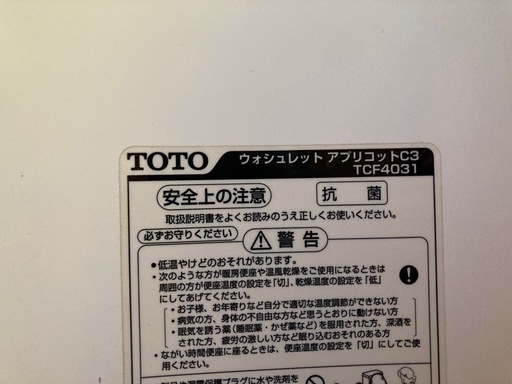 TOTO ウォシュレット アプリコットC3
TCF4031
安全上の注意 抗菌
取扱説明書をよくお読みのうえ正しくお使いください。
必ずお守りください 警告
●低温やけどのおそれがあります。
・次のような方が暖房便座や温風乾燥をご使用になるときは
周囲の方が便座温度の設定を「切」、乾燥温度の設定を「低」
にしてあげてください。
・お子様、お年寄りなど自分で適切な温度調節ができない方
・病気の方、身体の不自由な方など思うとおりに動けない方
・眠気を誘う薬(睡眠薬・かぜ薬など)を服用された方、深酒を
された方、疲労の激しい方など眠り込むおそれのある方
・ながい時間便座に座るときは、便座温度の設定を「切」にしてご使
用ください。